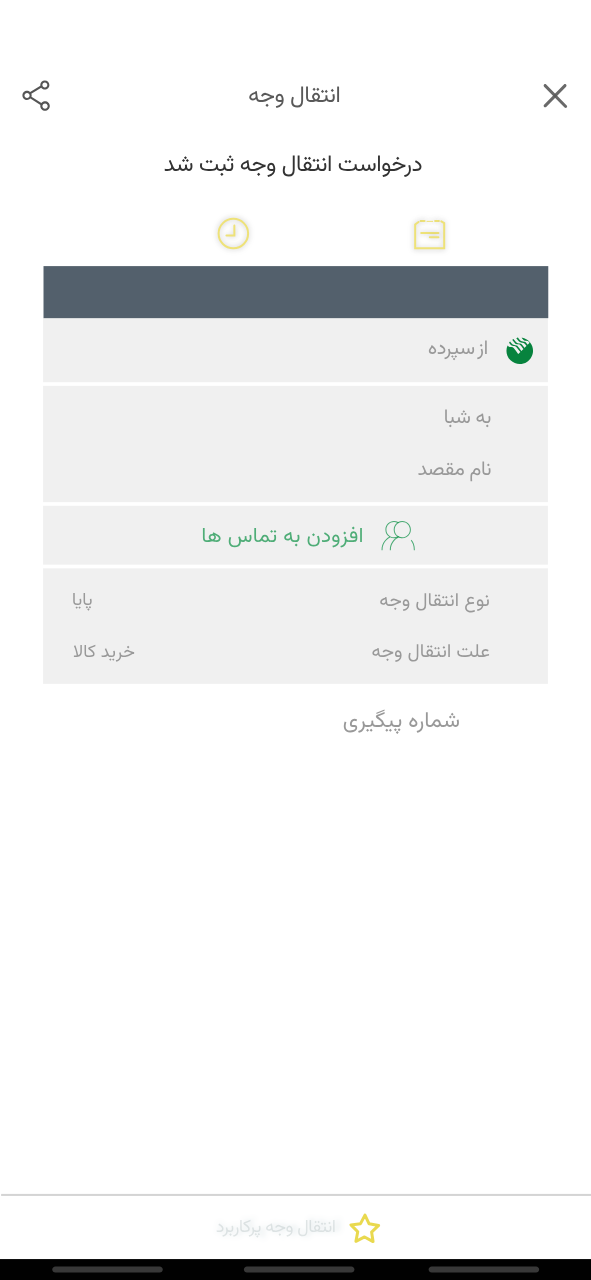 انتقال وجه
درخواست انتقال وجه ثبت شد
از سپرده
به شبا
نام مقصد
افزودن به تماس ها
نوع انتقال وجه پایا
علت انتقال وجه خرید کالا
شماره پیگیری
انتقال وجه پرکاربرد